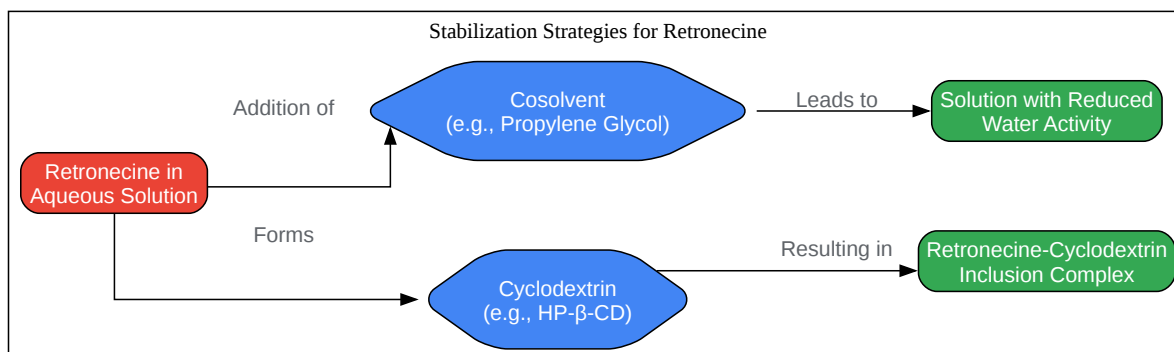 Stabilization Strategies for Retronecine
Addition of
Cosolvent
(e.g., Propylene Glycol)
Leads to
Solution with Reduced
Water Activity
Retronecine in
Aqueous Solution
Forms
Cyclodextrin
(e.g., HP-β-CD)
Resulting in
Retronecine-Cyclodextrin
Inclusion Complex